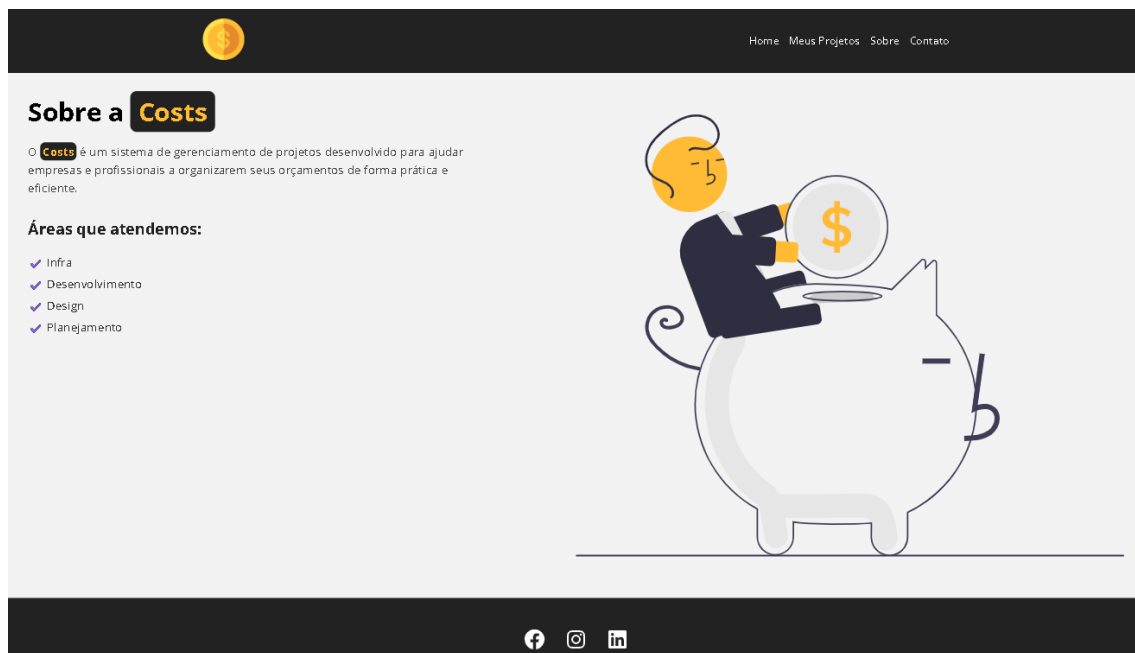 $
Home Meus Projetos Sobre Contato
Sobre a Costs
O Costs é um sistema de gerenciamento de projetos desenvolvido para ajudar
empresas e profissionais a organizarem seus orçamentos de forma prática e
eficiente.
Áreas que atendemos:
Infra
Desenvolvimento
Design
Planejamento
$